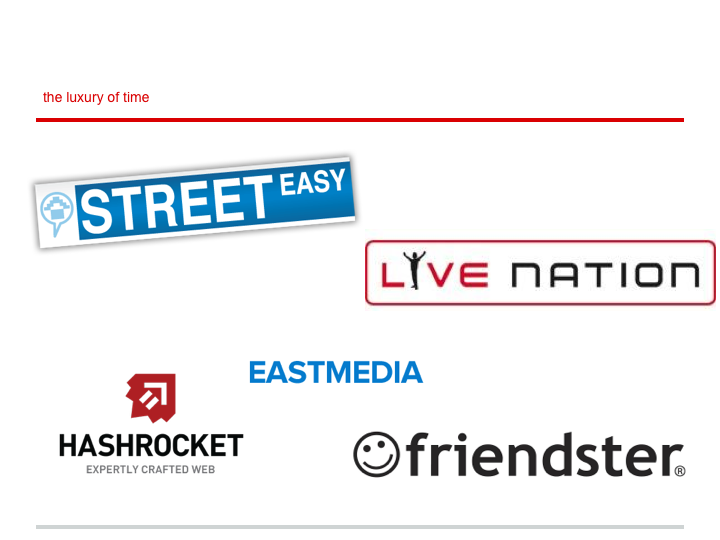 the luxury of time
STREET EASY
LIVE NATION
EASTMEDIA
HASHROCKET
EXPERTLY CRAFTED WEB
friendster®